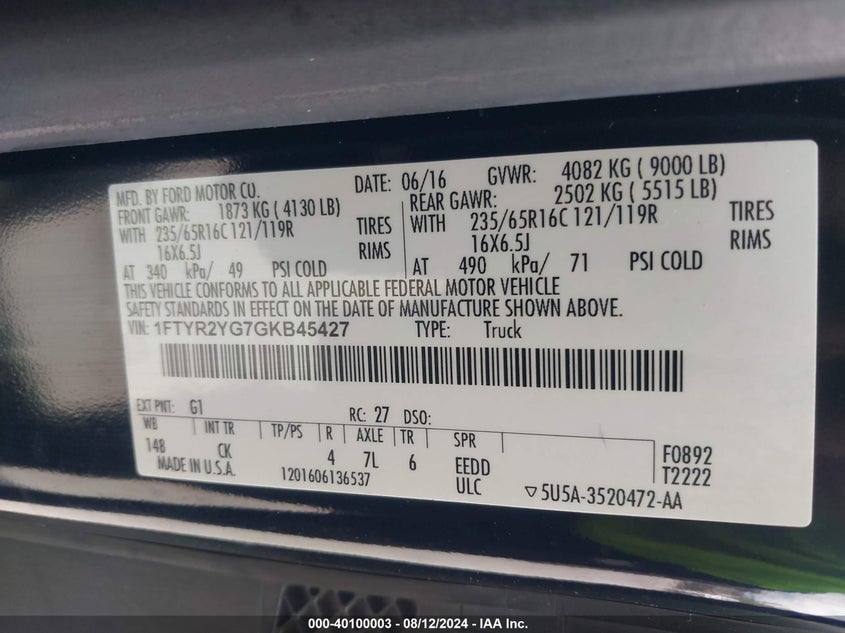 MFD. BY FORD MOTOR CO.
DATE: 06/16 GVWR: 4082 KG ( 9000 LB)
FRONT GAWR: 1873 KG ( 4130 LB) REAR GAWR: 2502 KG ( 5515 LB)
WITH 235/65R16C 121/119R TIRES WITH 235/65R16C 121/119R TIRES
16X6.5J RIMS 16X6.5J RIMS
AT 340 kPa/ 49 PSI COLD AT 490 kPa/ 71 PSI COLD
THIS VEHICLE CONFORMS TO ALL APPLICABLE FEDERAL MOTOR VEHICLE
SAFETY STANDARDS IN EFFECT ON THE DATE OF MANUFACTURE SHOWN ABOVE.
VIN: 1FTYR2YG7GKB45427 TYPE: Truck
EXT PNT: G1 RC: 27 DSO:
WB INT TR TP/PS R AXLE TR SPR
148 CK 4 7L 6 EEDD F0892
MADE IN U.S.A. 1201606136537 ULC T2222
5U5A-3520472-AA
000-40100003 - 08/12/2024 - IAA Inc.